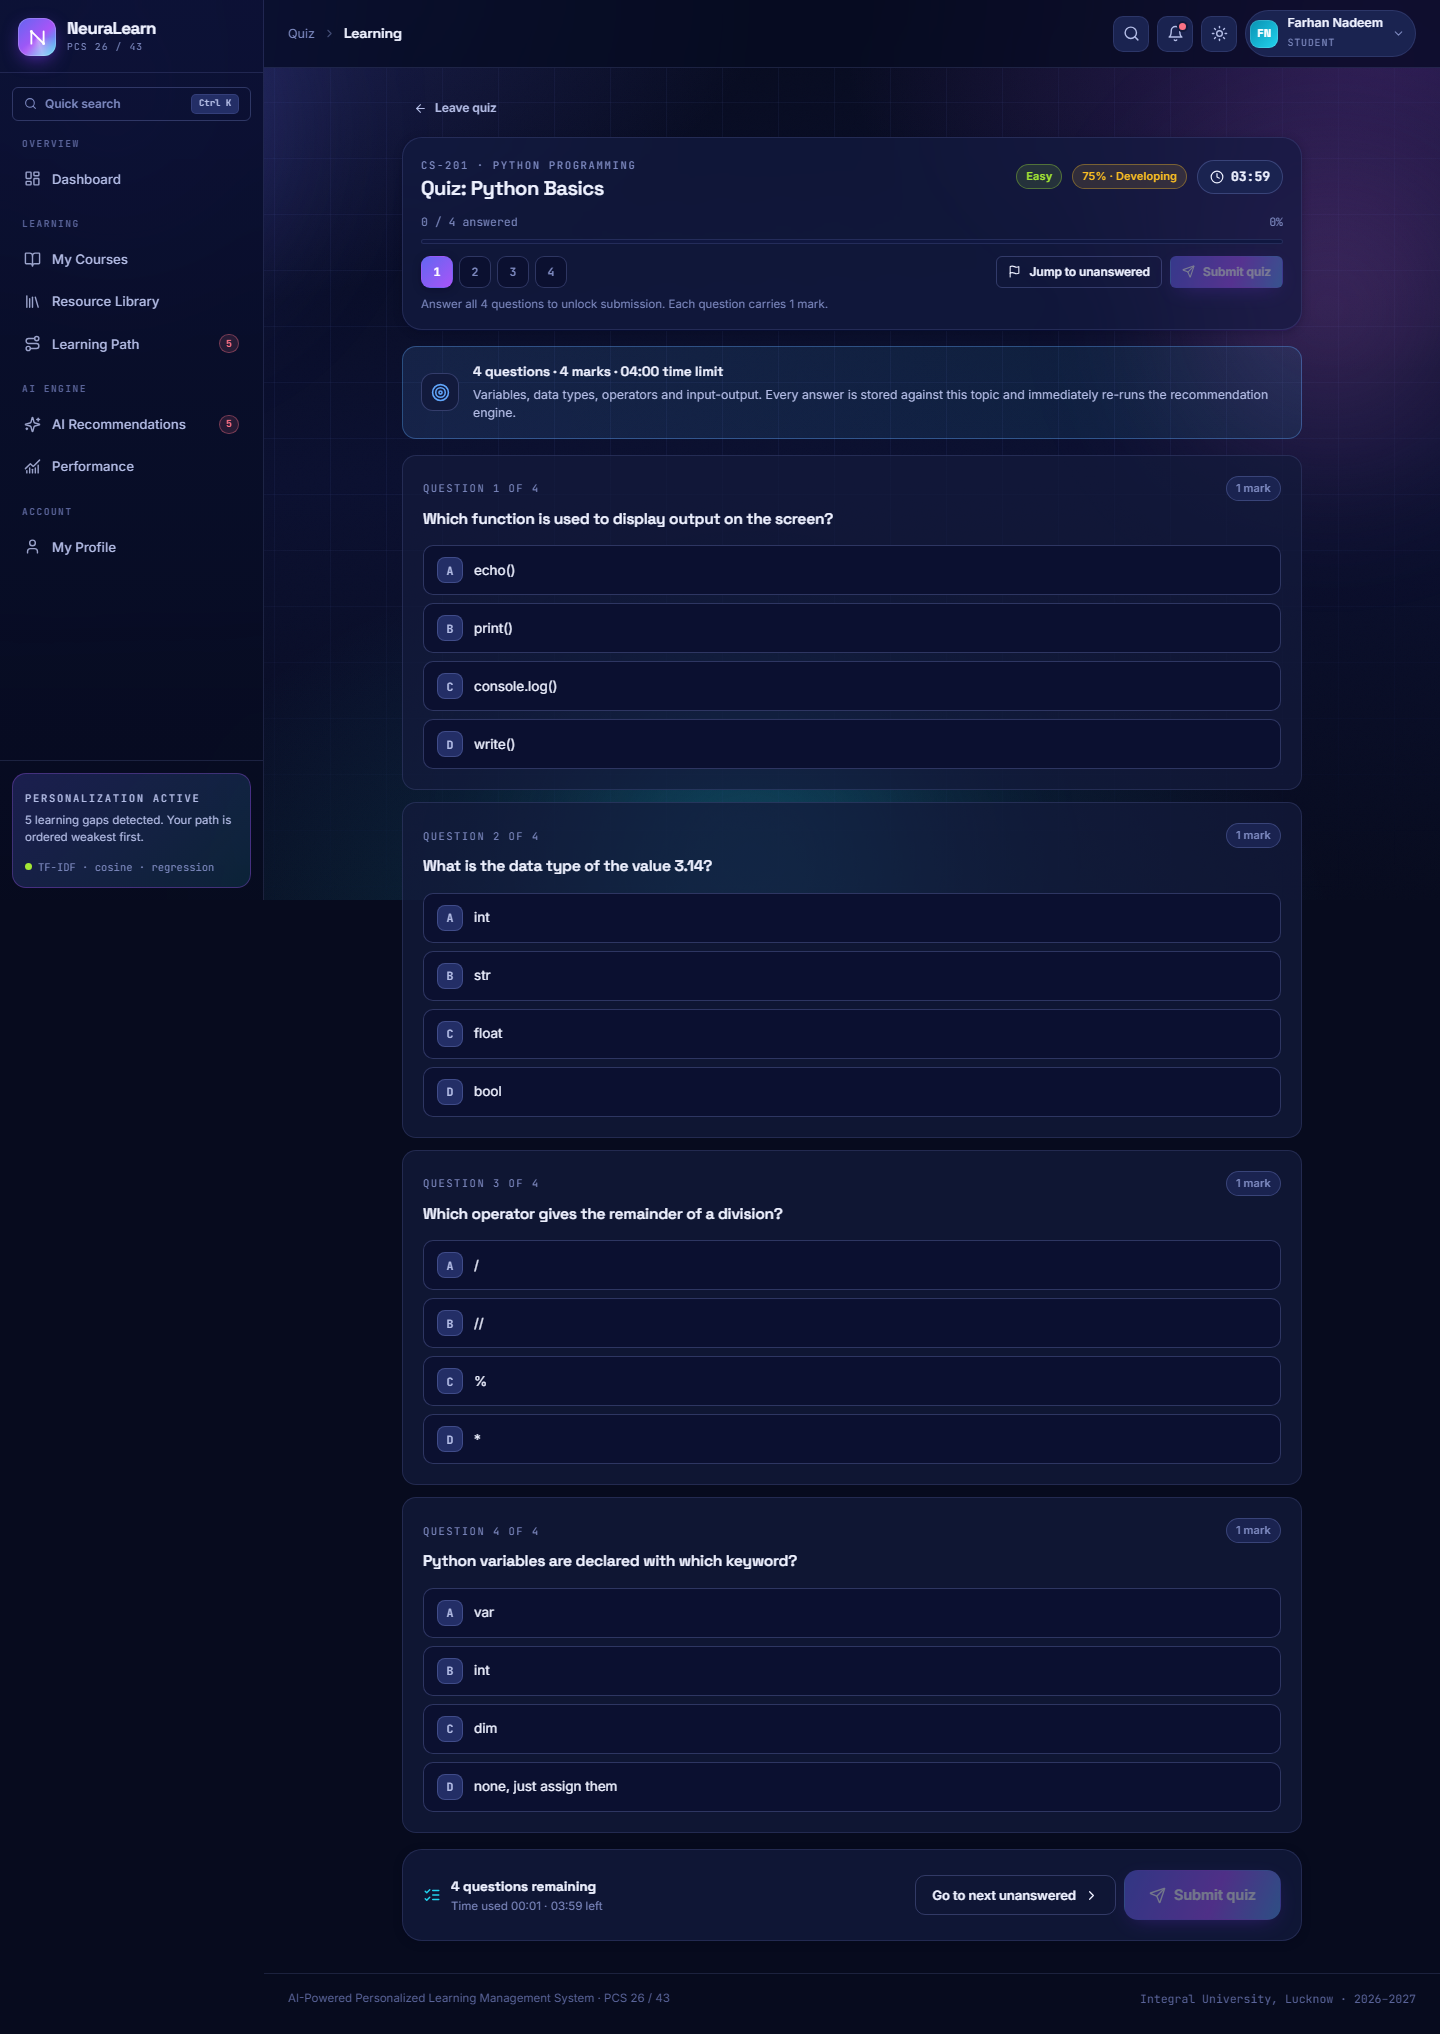 NeuraLearn
PCS 26 / 43
Quick search
Ctrl K
OVERVIEW
Dashboard
LEARNING
My Courses
Resource Library
Learning Path
5
AI ENGINE
AI Recommendations
5
Performance
ACCOUNT
My Profile
PERSONALIZATION ACTIVE
5 learning gaps detected. Your path is
ordered weakest first.
TF-IDF · cosine · regression
Quiz
Learning
FN
Farhan Nadeem
STUDENT
Leave quiz
CS-201 · PYTHON PROGRAMMING
Quiz: Python Basics
Easy
75% · Developing
03:59
0 / 4 answered
0%
1
2
3
4
Jump to unanswered
Submit quiz
Answer all 4 questions to unlock submission. Each question carries 1 mark.
4 questions · 4 marks · 04:00 time limit
Variables, data types, operators and input-output. Every answer is stored against this topic and immediately re-runs the recommendation
engine.
QUESTION 1 OF 4
1 mark
Which function is used to display output on the screen?
A echo()
B print()
C console.log()
D write()
QUESTION 2 OF 4
1 mark
What is the data type of the value 3.14?
A int
B str
C float
D bool
QUESTION 3 OF 4
1 mark
Which operator gives the remainder of a division?
A /
B //
C %
D *
QUESTION 4 OF 4
1 mark
Python variables are declared with which keyword?
A var
B int
C dim
D none, just assign them
4 questions remaining
Time used 00:01 · 03:59 left
Go to next unanswered
Submit quiz
AI-Powered Personalized Learning Management System · PCS 26 / 43
Integral University, Lucknow · 2026-2027